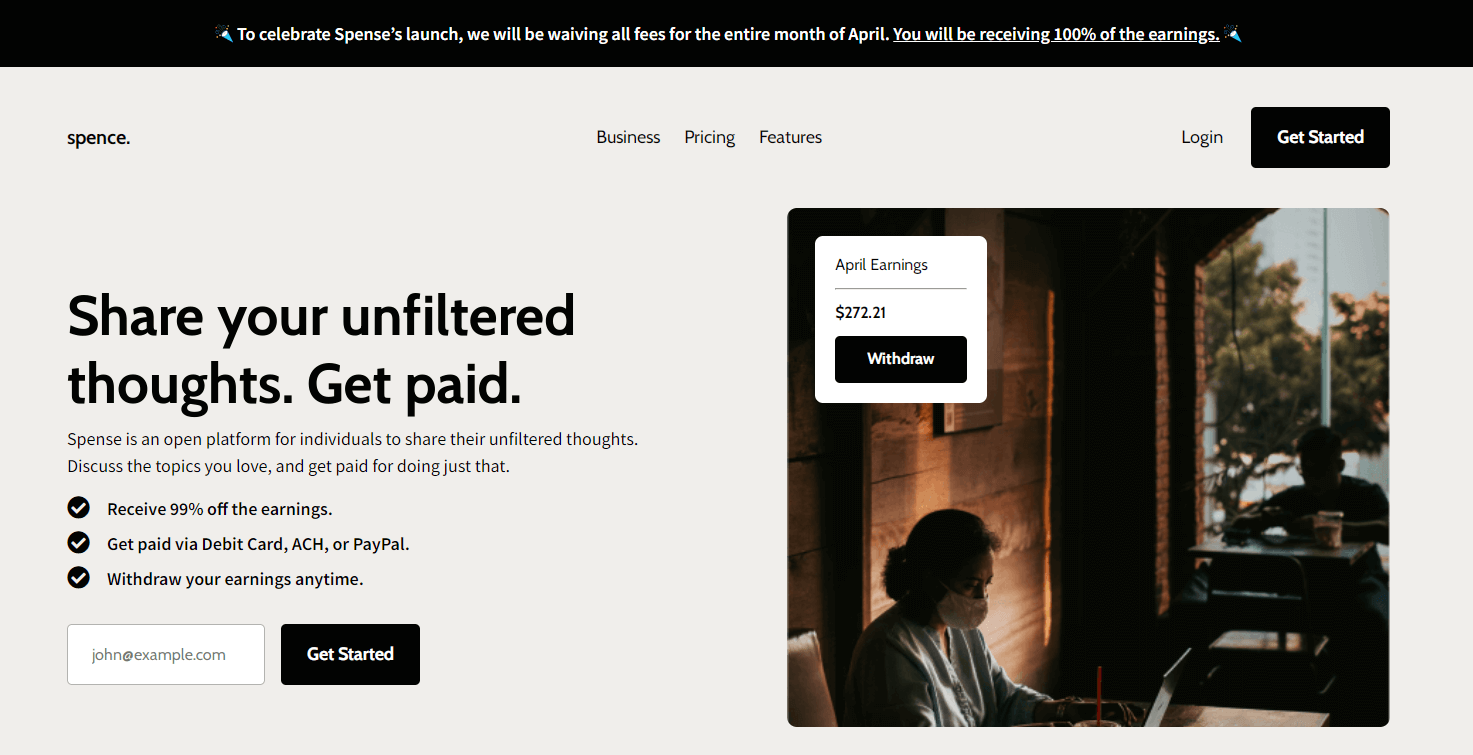 To celebrate Spense’s launch, we will be waiving all fees for the entire month of April. You will be receiving 100% of the earnings.
spence.
Business Pricing Features
Login
Get Started
Share your unfiltered
thoughts. Get paid.
Spense is an open platform for individuals to share their unfiltered thoughts.
Discuss the topics you love, and get paid for doing just that.
Receive 99% off the earnings.
Get paid via Debit Card, ACH, or PayPal.
Withdraw your earnings anytime.
john@example.com
Get Started
April Earnings
$272.21
Withdraw